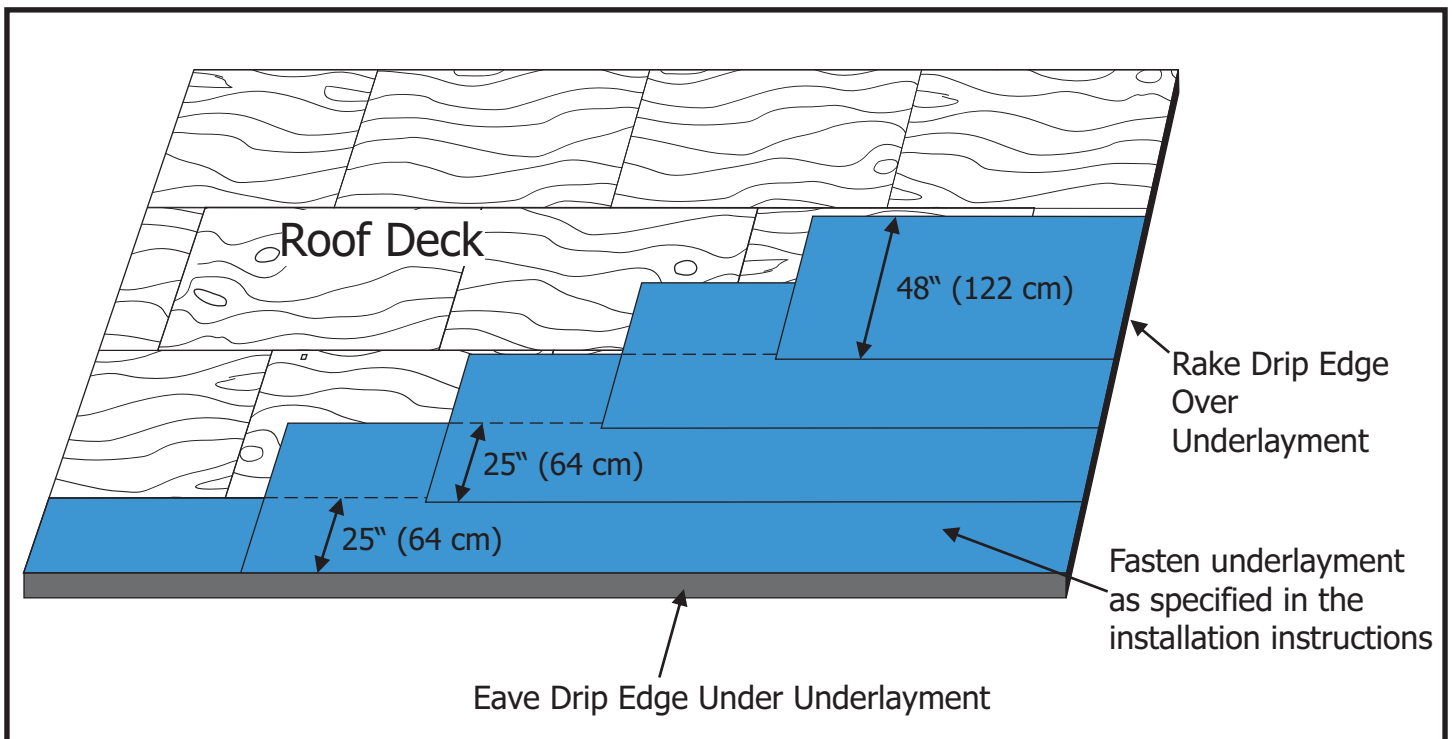 Roof Deck
48“ (122 cm)
Rake Drip Edge
Over
Underlayment
25“ (64 cm)
25“ (64 cm)
Fasten underlayment
as specified in the
installation instructions
Eave Drip Edge Under Underlayment